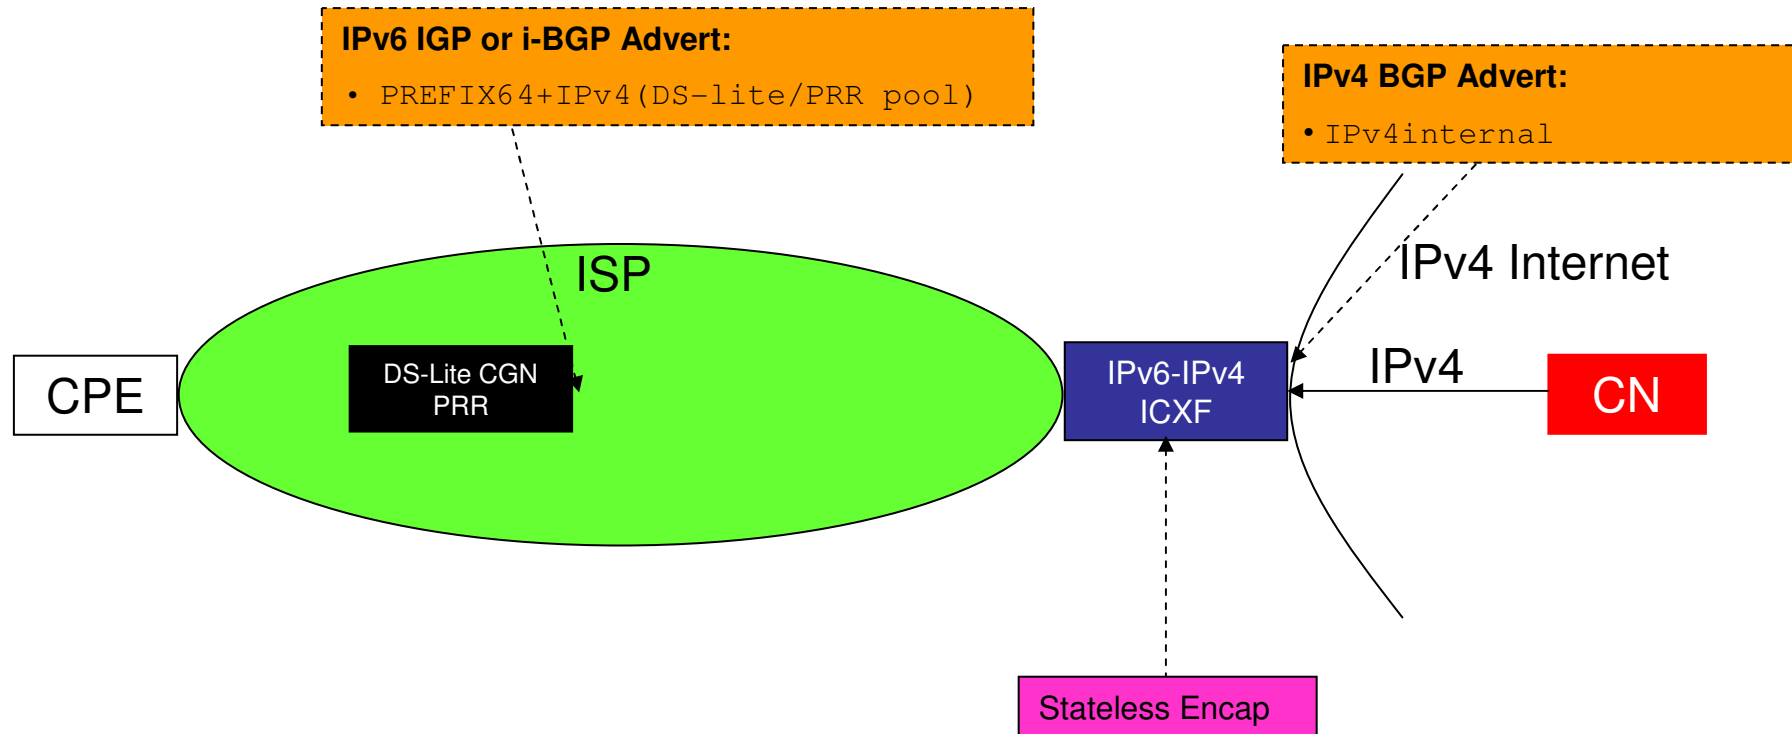 IPv6 IGP or i-BGP Advert:
• PREFIX64+IPv4(DS-lite/PRR pool)
IPv4 BGP Advert:
• IPv4internal
ISP
IPv4 Internet
CPE
DS-Lite CGN
PRR
IPv6-IPv4
ICXF
IPv4
CN
Stateless Encap